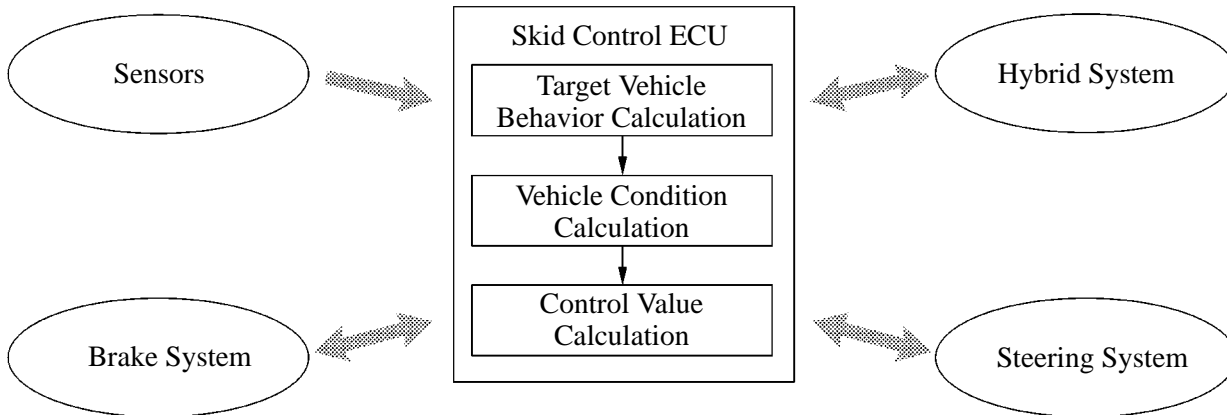 Sensors
Skid Control ECU
Target Vehicle
Behavior Calculation
Vehicle Condition
Calculation
Control Value
Calculation
Hybrid System
Brake System
Steering System